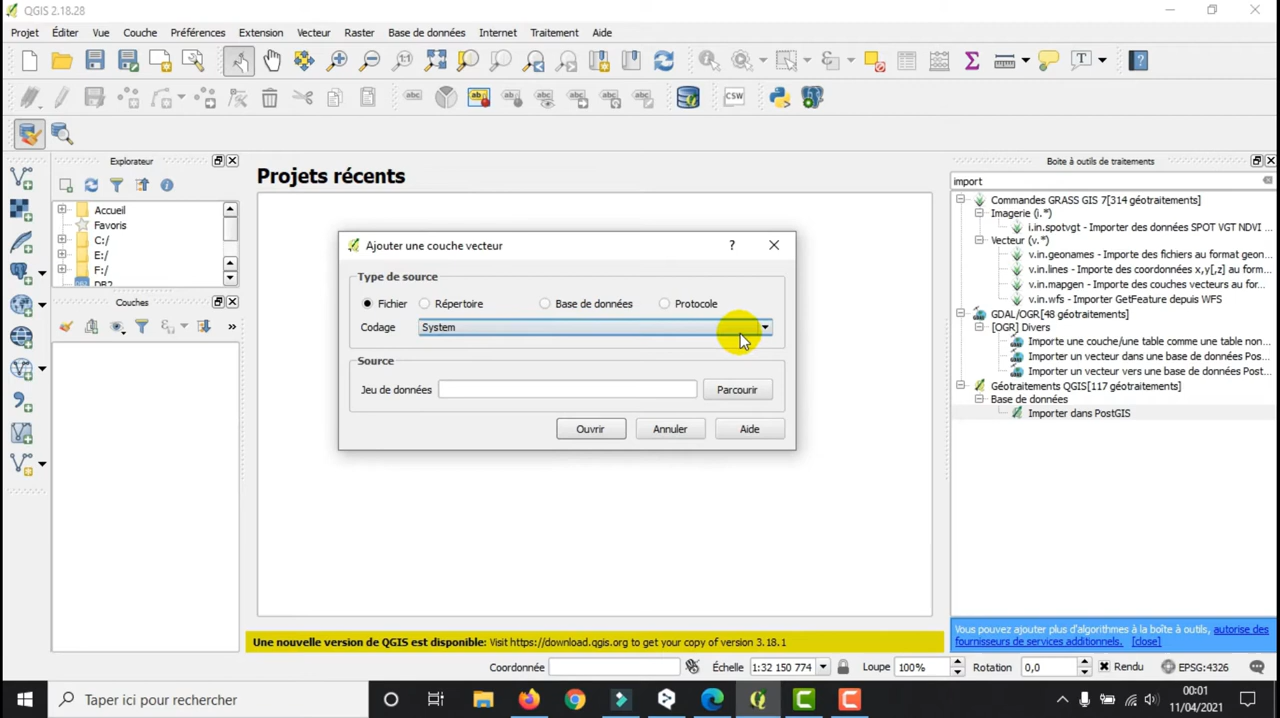 QGIS 2.18.28
Projet Éditer Vue Couche Préférences Extension Vecteur Raster Base de données Internet Traitement Aide
CSW
Explorateur
Accueil
Favoris
C:/
E:/
F:/
DB2
Couches
Projets récents
Ajouter une couche vecteur
Type de source
Fichier Répertoire Base de données Protocole
Codage System
Source
Jeu de données Parcourir
Ouvrir Annuler Aide
Boite à outils de traitements
import
Commandes GRASS GIS 7[314 géotraitements]
Imagerie (i.*)
i.in.spotvgt - Importer des données SPOT VGT NDVI
Vecteur (v.*)
v.in.geonames - Importe des fichiers au format geon...
v.in.lines - Importe des coordonnées x,y[,z] au form...
v.in.mapgen - Importe des couches vecteurs au for...
v.in.wfs - Importer GetFeature depuis WFS
GDAL/OGR[48 géotraitements]
[OGR] Divers
Importe une couche/une table comme une table non...
Importer un vecteur dans une base de données Pos...
Importer un vecteur vers une base de données Post...
Géotraitements QGIS[117 géotraitements]
Base de données
Importer dans PostGIS
Vous pouvez ajouter plus d'algorithmes à la boîte à outils, autorise des
fournisseurs de services additionnels. [close]
Une nouvelle version de QGIS est disponible: Visit https://download.qgis.org to get your copy of version 3.18.1
Coordonnée Échelle 1:32 150 774 Loupe 100% Rotation 0,0 Rendu EPSG:4326
Taper ici pour rechercher
00:01
11/04/2021